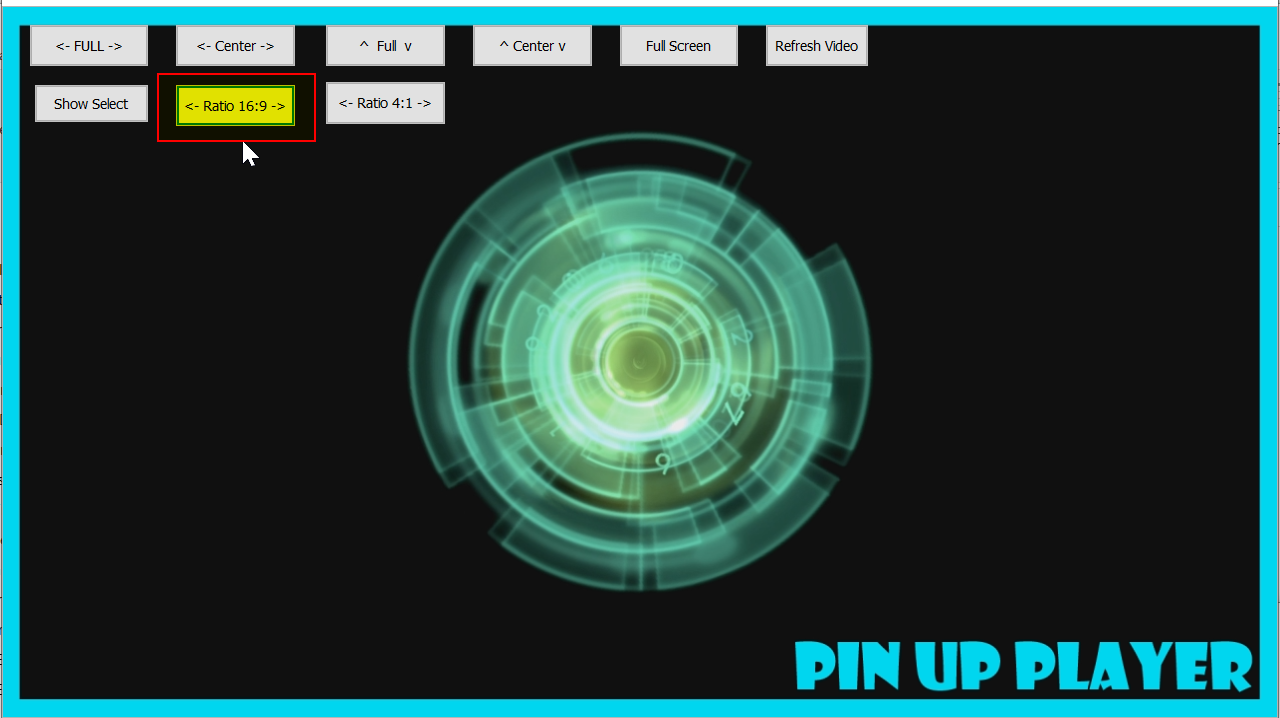 <- FULL ->
<- Center ->
^ Full v
^ Center v
Full Screen
Refresh Video
Show Select
<- Ratio 16:9 ->
<- Ratio 4:1 ->
PIN UP PLAYER